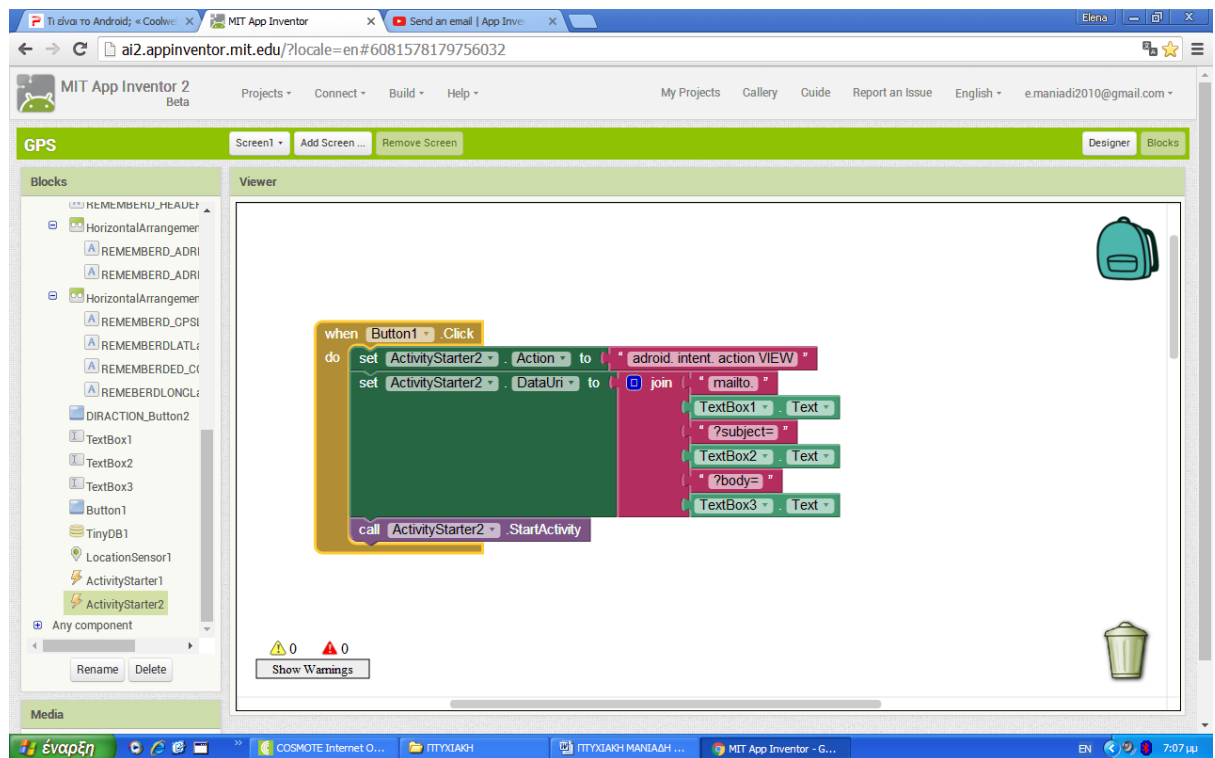 Τι είναι το Android; «Coolwe
MIT App Inventor
Send an email | App Inve
Elena
ai2.appinventor.mit.edu/?locale=en#6081578179756032
MIT App Inventor 2
Beta
Projects Connect Build Help
My Projects Gallery Guide Report an Issue English e.maniadi2010@gmail.com
GPS
Screen1 Add Screen ... Remove Screen
Designer Blocks
Blocks
Viewer
REMEMBERD_HEADER
HorizontalArrangemen
REMEMBERD_ADRI
REMEMBERD_ADRI
HorizontalArrangemen
REMEMBERD_GPSL
REMEMBERDLATLa
REMEMBERDED_CO
REMEBERDLONGLa
DIRACTION_Button2
TextBox1
TextBox2
TextBox3
Button1
TinyDB1
LocationSensor1
ActivityStarter1
ActivityStarter2
Any component
Rename Delete
Media
when Button1 .Click
do set ActivityStarter2 . Action to " adroid. intent. action VIEW "
set ActivityStarter2 . DataUri to join " mailto. "
TextBox1 . Text
" ?subject= "
TextBox2 . Text
" ?body= "
TextBox3 . Text
call ActivityStarter2 .StartActivity
0 0
Show Warnings
έναρξη
COSMOTE Internet O...
ΠΤΥΧΙΑΚΗ
ΠΤΥΧΙΑΚΗ ΜΑΝΙΑΔΗ ...
MIT App Inventor - G...
EN
7:07 μμ